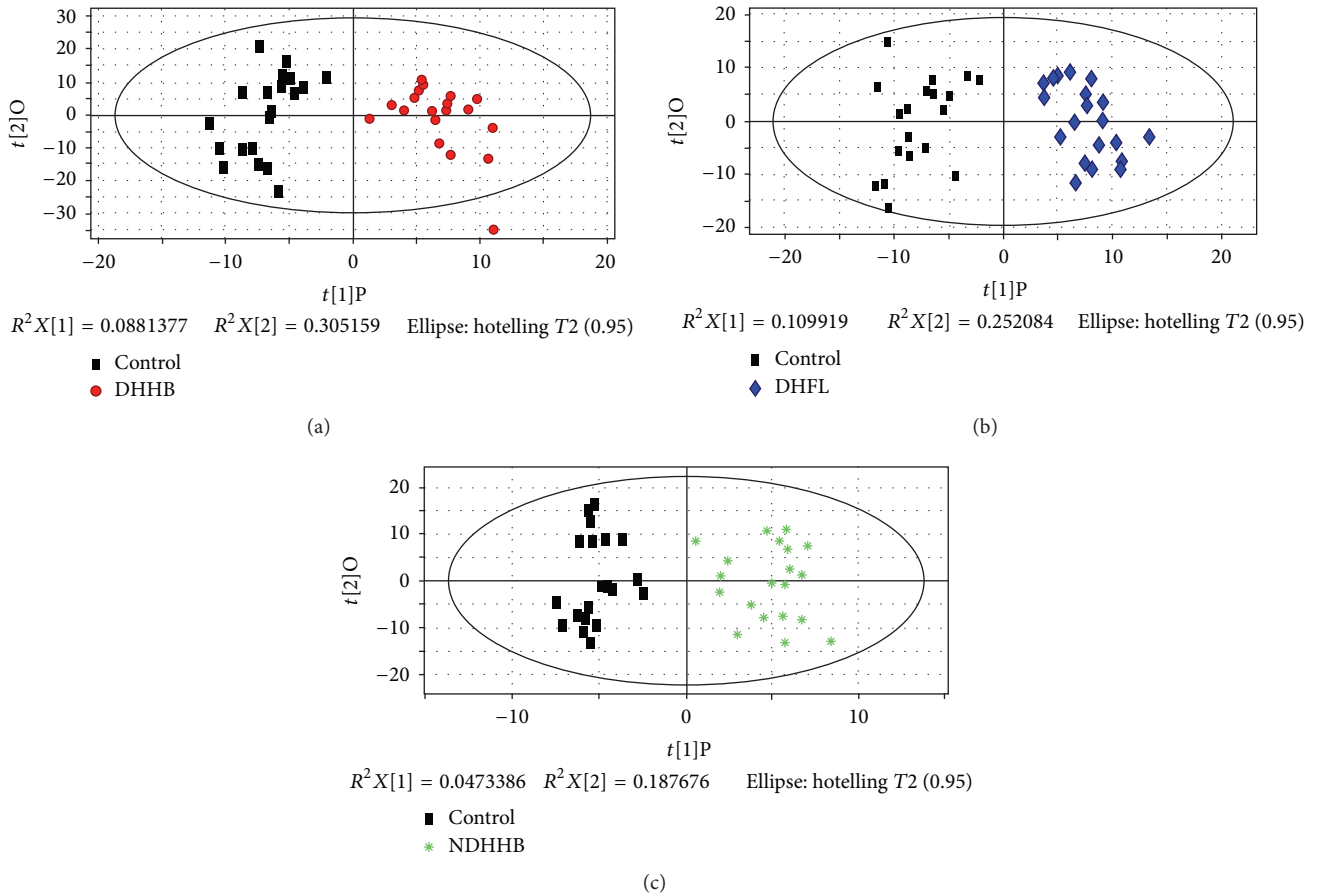 30
20
10
0
−10
−20
−30
t[2]O
−20 −10 0 10 20
t[1]P
R²X[1] = 0.0881377 R²X[2] = 0.305159 Ellipse: hotelling T2 (0.95)
Control
DHHB
(a)
20
10
0
−10
−20
t[2]O
−20 −10 0 10 20
t[1]P
R²X[1] = 0.109919 R²X[2] = 0.252084 Ellipse: hotelling T2 (0.95)
Control
DHFL
(b)
20
10
0
−10
−20
t[2]O
−10 0 10
t[1]P
R²X[1] = 0.0473386 R²X[2] = 0.187676 Ellipse: hotelling T2 (0.95)
Control
NDHHB
(c)